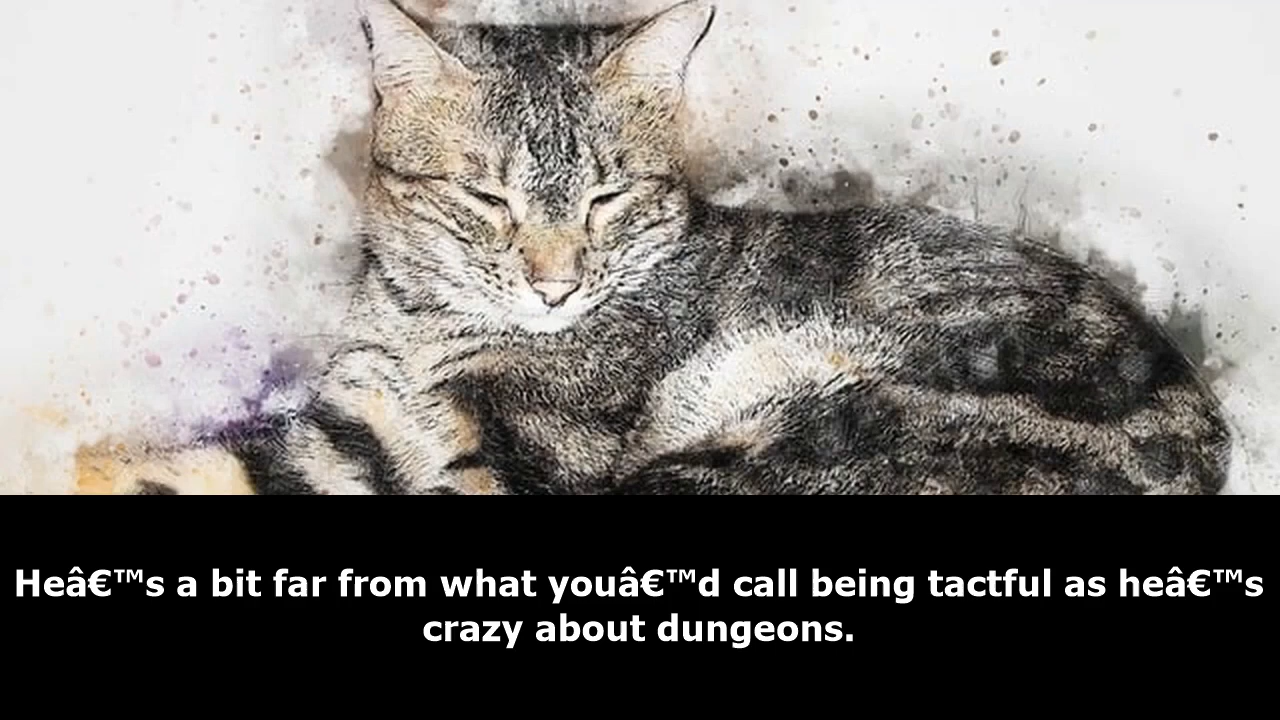 Heâ€™s a bit far from what youâ€™d call being tactful as heâ€™s
crazy about dungeons.